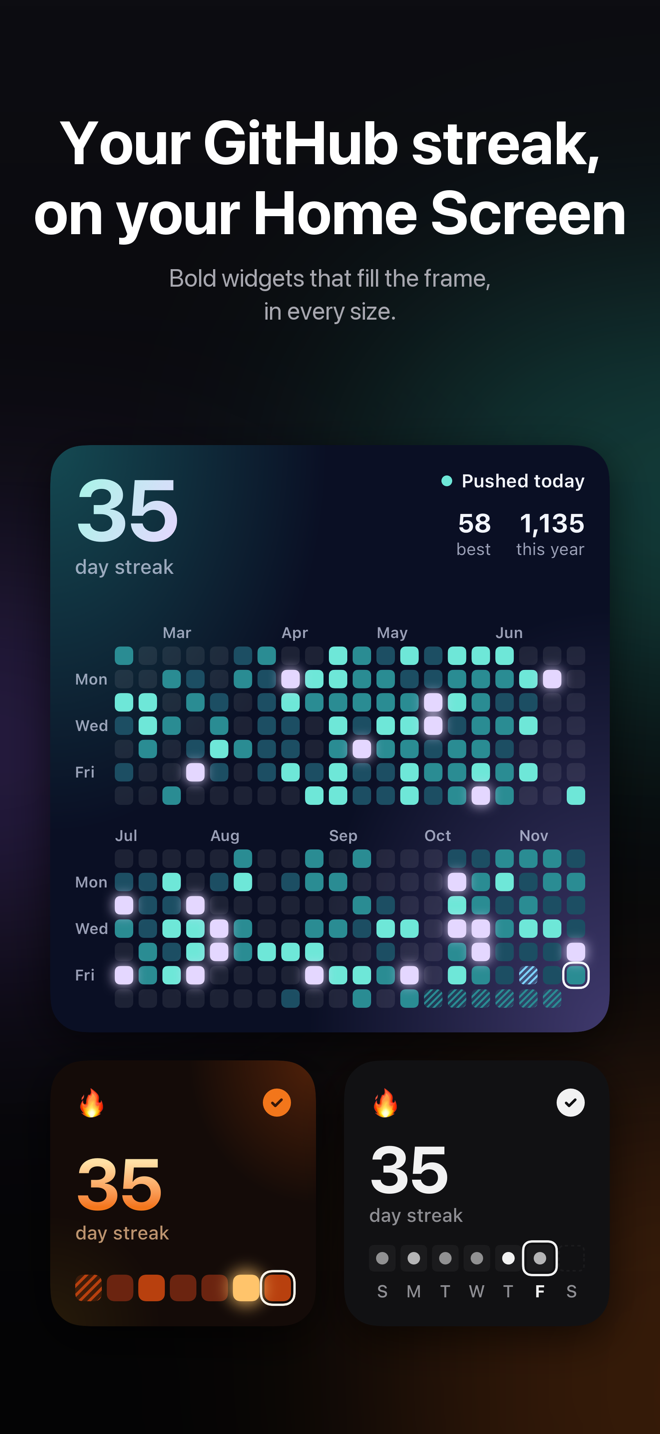 Your GitHub streak,
on your Home Screen
Bold widgets that fill the frame,
in every size.
35
day streak
Pushed today
58 1,135
best this year
Mar Apr May Jun
Mon
Wed
Fri
Jul Aug Sep Oct Nov
Mon
Wed
Fri
35
day streak
35
day streak
S M T W T F S